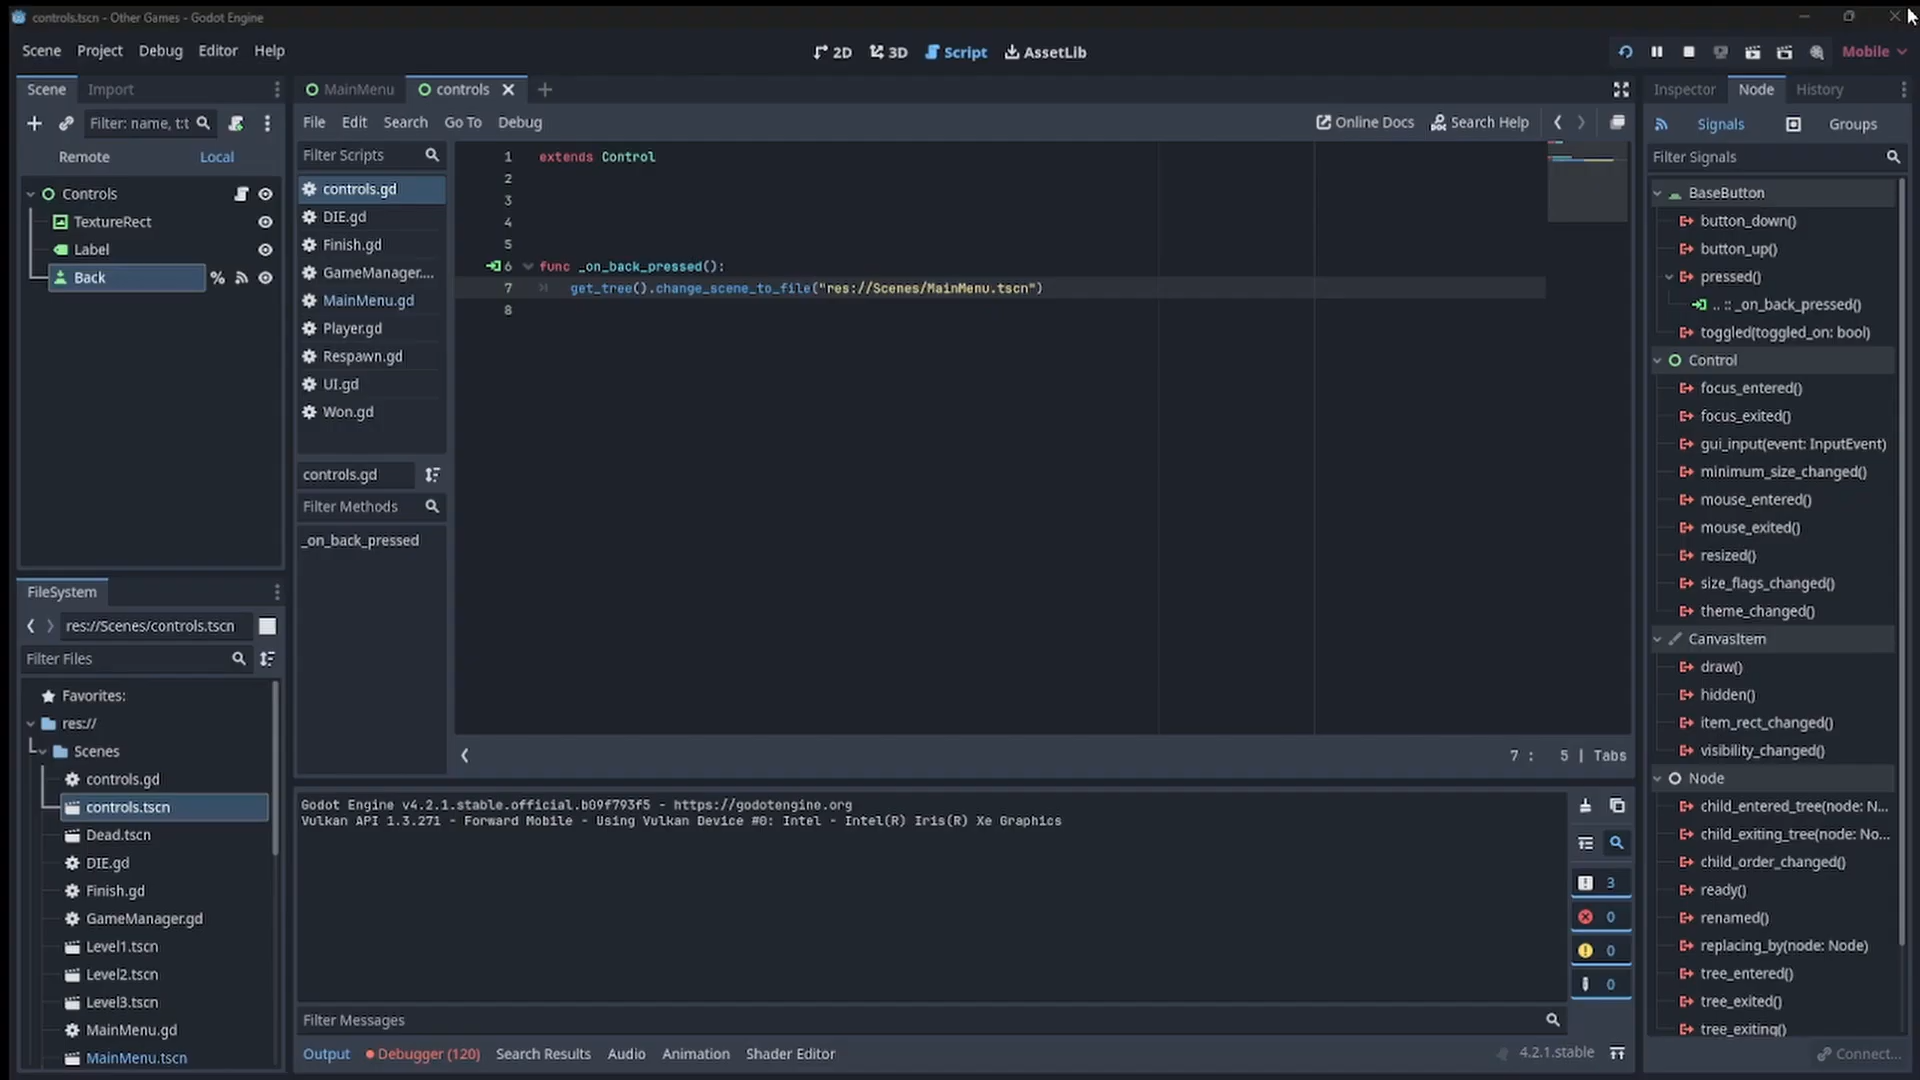 controls.tscn - Other Games - Godot Engine
Scene Project Debug Editor Help
2D 3D Script AssetLib
Mobile
Scene Import
Filter: name, t:t
Remote Local
Controls
TextureRect
Label
Back
%
FileSystem
res://Scenes/controls.tscn
Filter Files
Favorites:
res://
Scenes
controls.gd
controls.tscn
Dead.tscn
DIE.gd
Finish.gd
GameManager.gd
Level1.tscn
Level2.tscn
Level3.tscn
MainMenu.gd
MainMenu.tscn
MainMenu controls
File Edit Search Go To Debug
Online Docs Search Help
Filter Scripts
controls.gd
DIE.gd
Finish.gd
GameManager....
MainMenu.gd
Player.gd
Respawn.gd
UI.gd
Won.gd
controls.gd
Filter Methods
_on_back_pressed
1 extends Control
2
3
4
5
6 func _on_back_pressed():
7 get_tree().change_scene_to_file("res://Scenes/MainMenu.tscn")
8
7 : 5 | Tabs
Godot Engine v4.2.1.stable.official.b09f793f5 - https://godotengine.org
Vulkan API 1.3.271 - Forward Mobile - Using Vulkan Device #0: Intel - Intel(R) Iris(R) Xe Graphics
3
0
0
0
Filter Messages
Output Debugger (120) Search Results Audio Animation Shader Editor
4.2.1.stable
Inspector Node History
Signals Groups
Filter Signals
BaseButton
button_down()
button_up()
pressed()
.. :: _on_back_pressed()
toggled(toggled_on: bool)
Control
focus_entered()
focus_exited()
gui_input(event: InputEvent)
minimum_size_changed()
mouse_entered()
mouse_exited()
resized()
size_flags_changed()
theme_changed()
CanvasItem
draw()
hidden()
item_rect_changed()
visibility_changed()
Node
child_entered_tree(node: N...
child_exiting_tree(node: No...
child_order_changed()
ready()
renamed()
replacing_by(node: Node)
tree_entered()
tree_exited()
tree_exiting()
Connect...